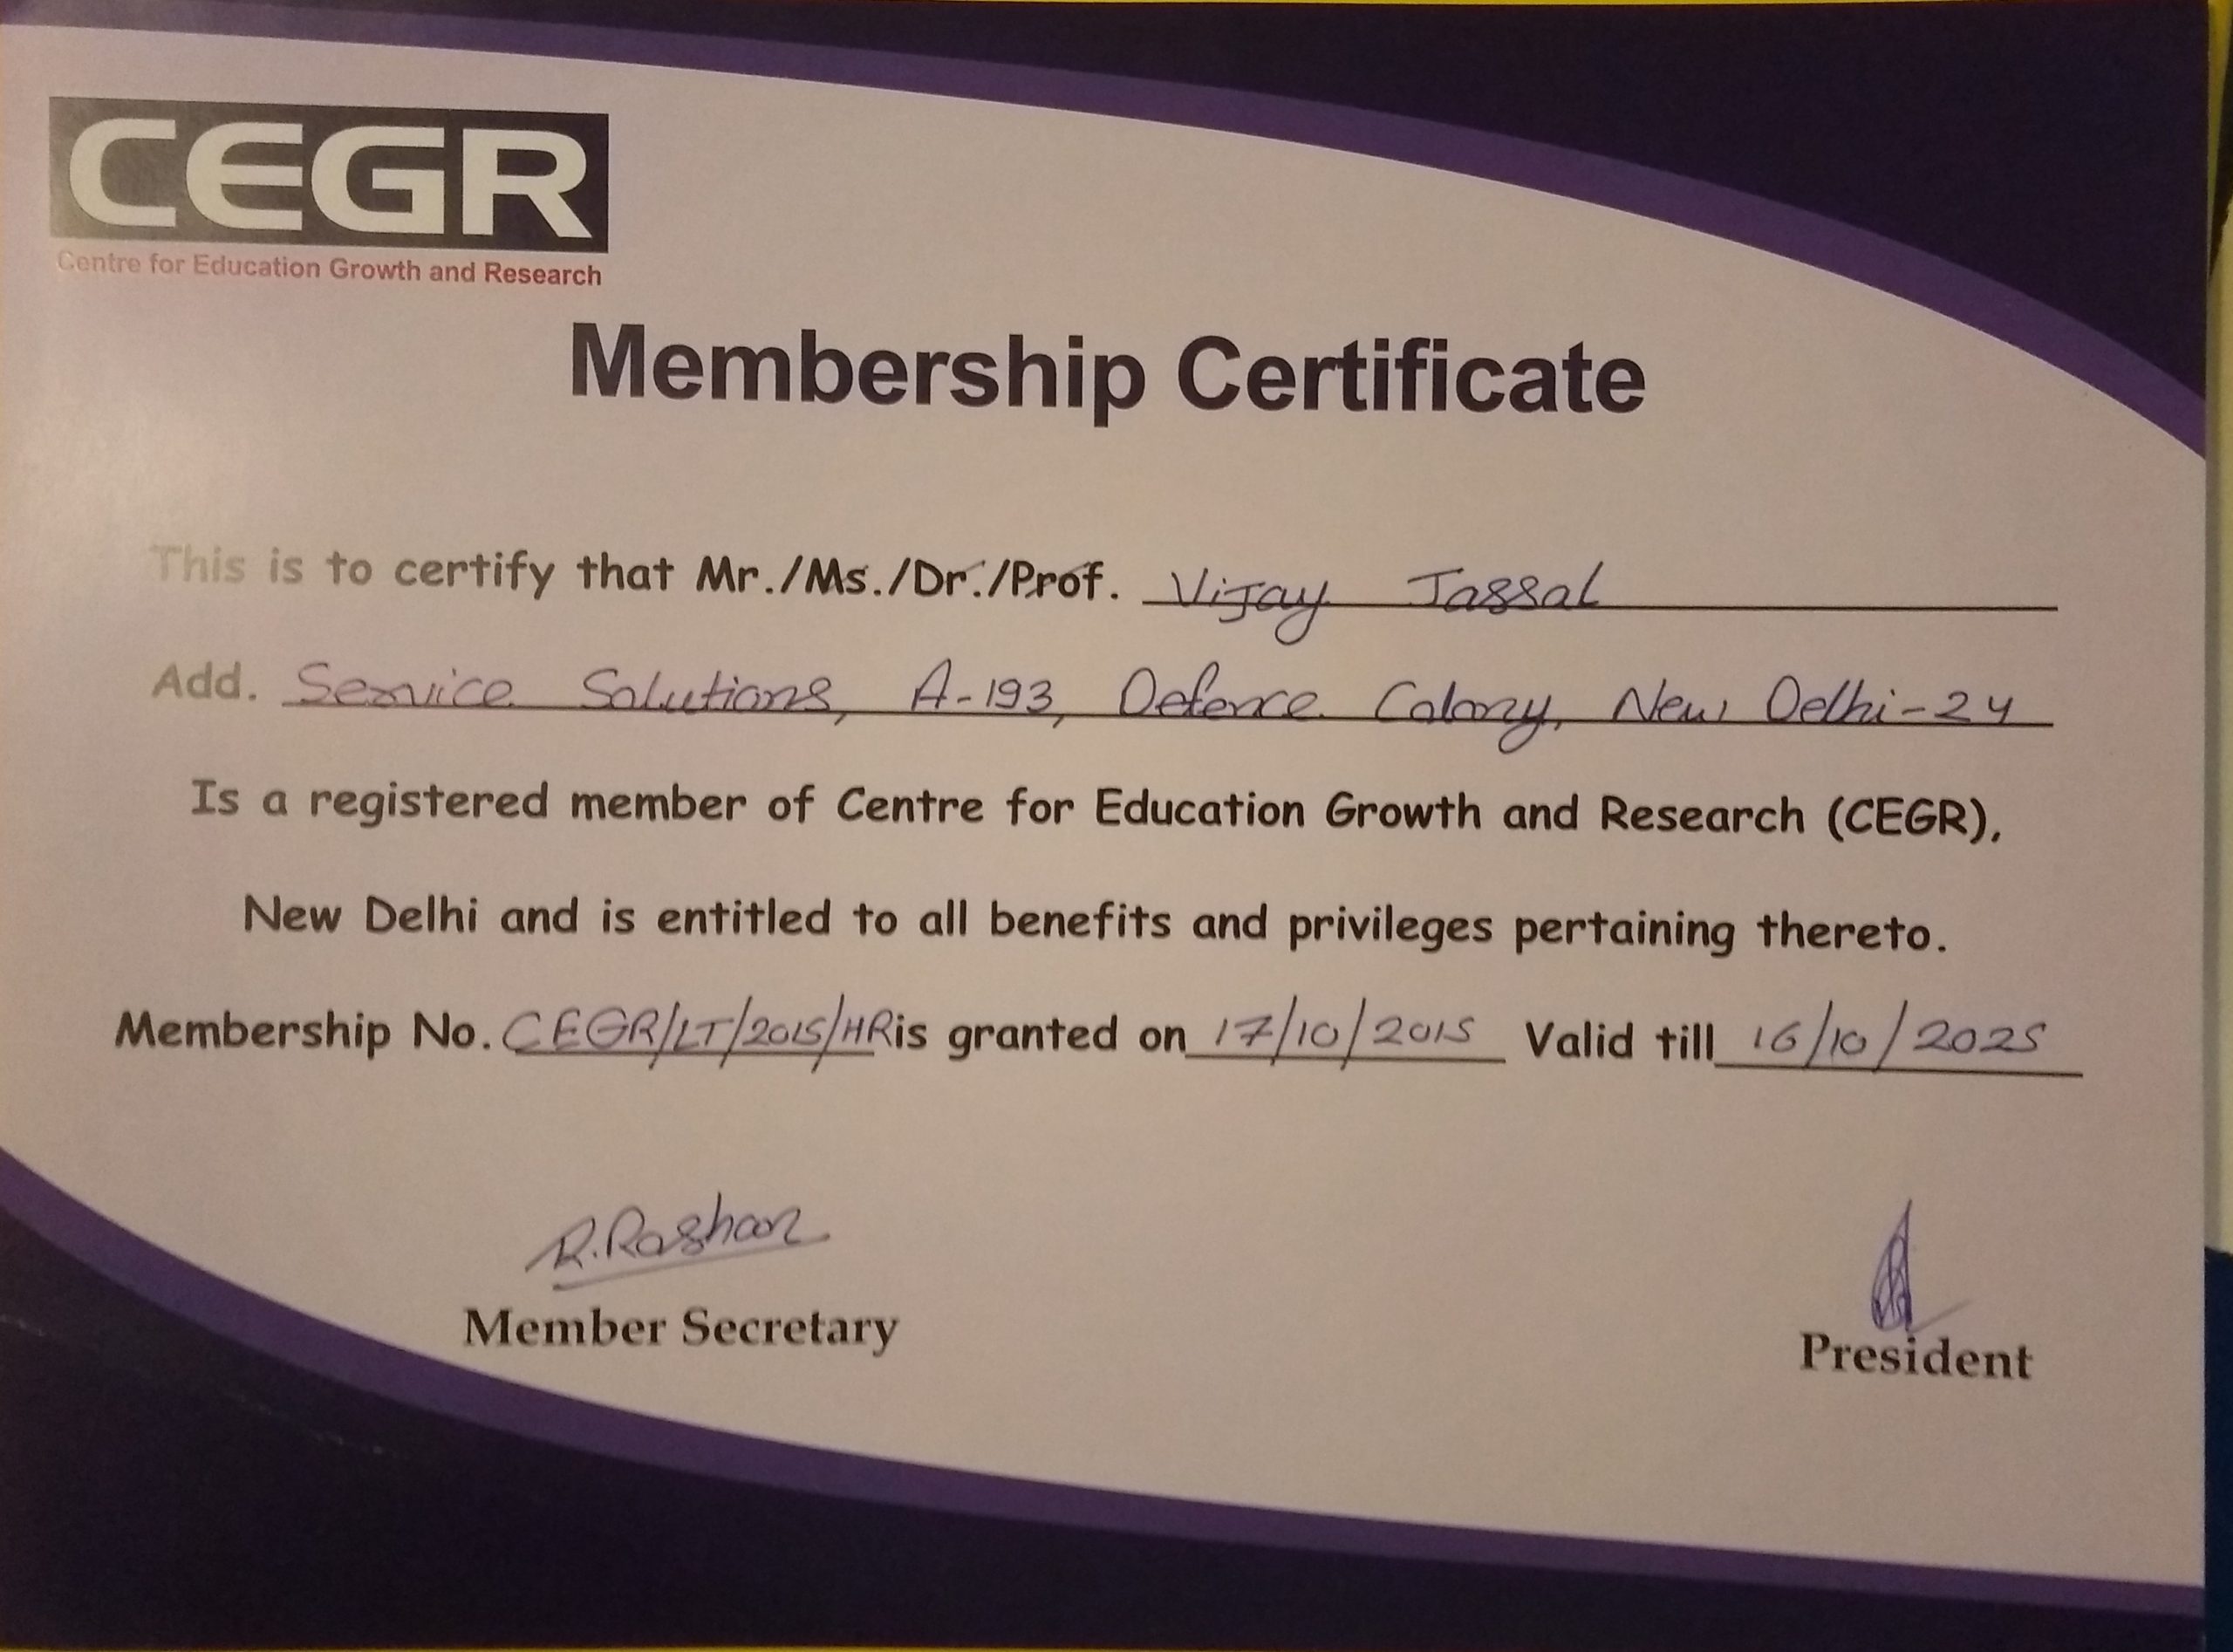 CEGR
Centre for Education Growth and Research
Membership Certificate
This is to certify that Mr./Ms./Dr./Prof. Vijay Jassal
Add. Service Solutions, A-193, Defence Colony, New Delhi-24
Is a registered member of Centre for Education Growth and Research (CEGR),
New Delhi and is entitled to all benefits and privileges pertaining thereto.
Membership No. CEGR/LT/2015/HR is granted on 17/10/2015 Valid till 16/10/2025
R.Roshan
Member Secretary
President